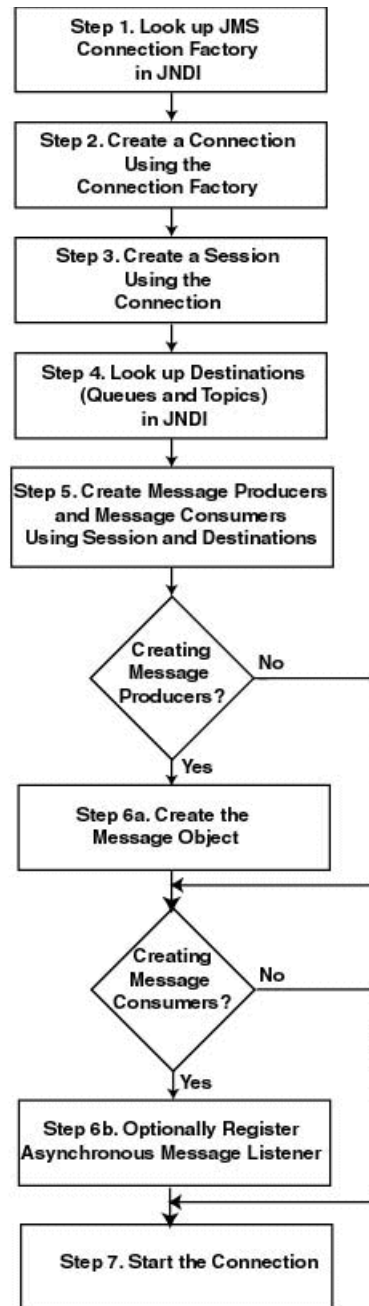 Step 1. Look up JMS
Connection Factory
in JNDI
Step 2. Create a Connection
Using the
Connection Factory
Step 3. Create a Session
Using the
Connection
Step 4. Look up Destinations
(Queues and Topics)
in JNDI
Step 5. Create Message Producers
and Message Consumers
Using Session and Destinations
Creating
Message
Producers?
No
Yes
Step 6a. Create the
Message Object
Creating
Message
Consumers?
No
Yes
Step 6b. Optionally Register
Asynchronous Message Listener
Step 7. Start the Connection